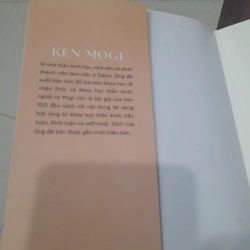 KEN MOGI
là nhà thần kinh học, nhà văn và phát
thanh viên làm việc ở Tokyo. Ông đã
xuất bản hơn 30 bài báo khoa học về
nhận thức và khoa học thần kinh,
ngoài ra Mogi còn là tác giả của hơn
100 đầu sách với nội dung đa dạng
trải rộng từ khoa học thần kinh, tiểu
luận, bình luận và self-help. Sách của
ông đã bán được gần một triệu bản.